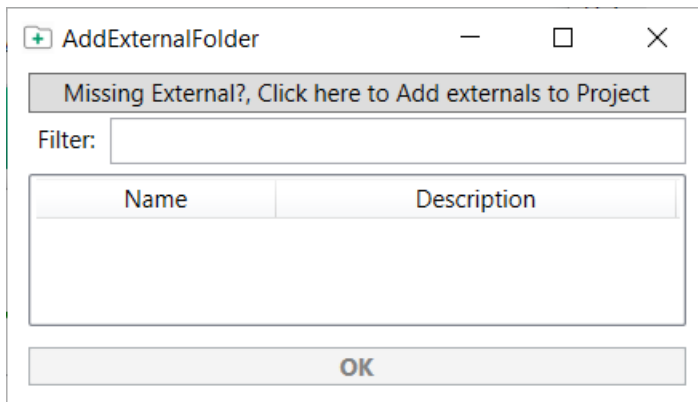 AddExternalFolder
Missing External?, Click here to Add externals to Project
Filter:
Name Description
OK